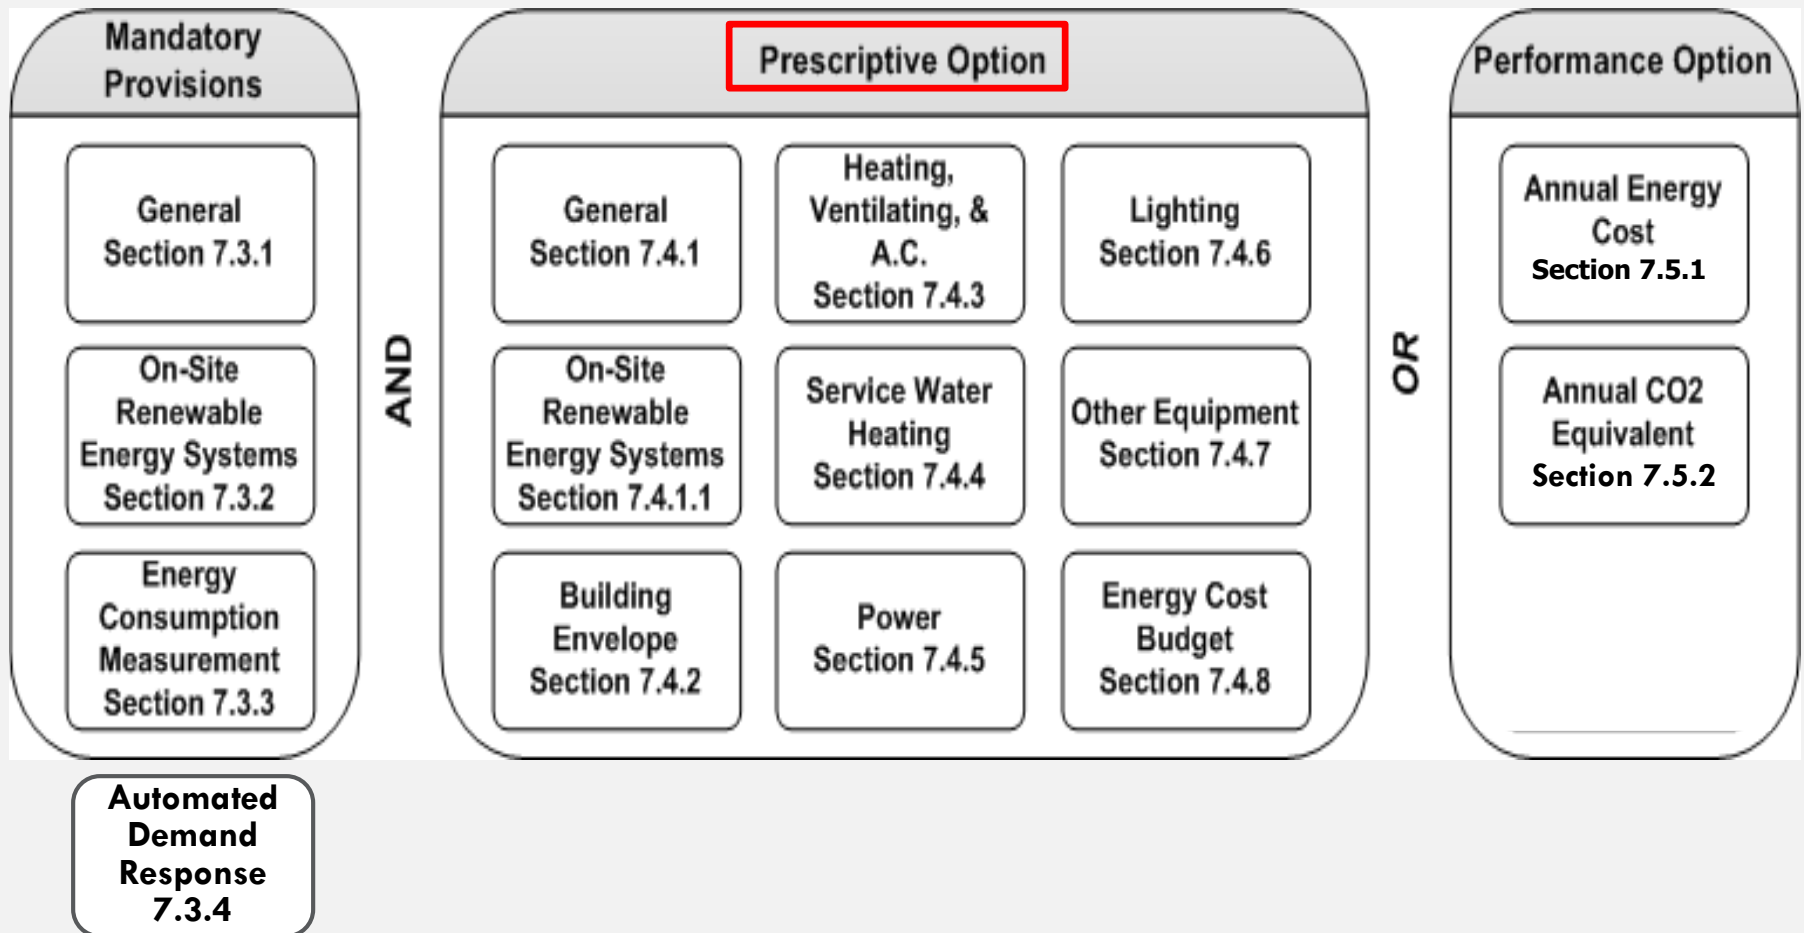 Mandatory
Provisions
General
Section 7.3.1
On-Site
Renewable
Energy Systems
Section 7.3.2
Energy
Consumption
Measurement
Section 7.3.3
Automated
Demand
Response
7.3.4
AND
Prescriptive Option
General
Section 7.4.1
On-Site
Renewable
Energy Systems
Section 7.4.1.1
Building
Envelope
Section 7.4.2
Heating,
Ventilating, &
A.C.
Section 7.4.3
Service Water
Heating
Section 7.4.4
Power
Section 7.4.5
Lighting
Section 7.4.6
Other Equipment
Section 7.4.7
Energy Cost
Budget
Section 7.4.8
OR
Performance Option
Annual Energy
Cost
Section 7.5.1
Annual CO2
Equivalent
Section 7.5.2